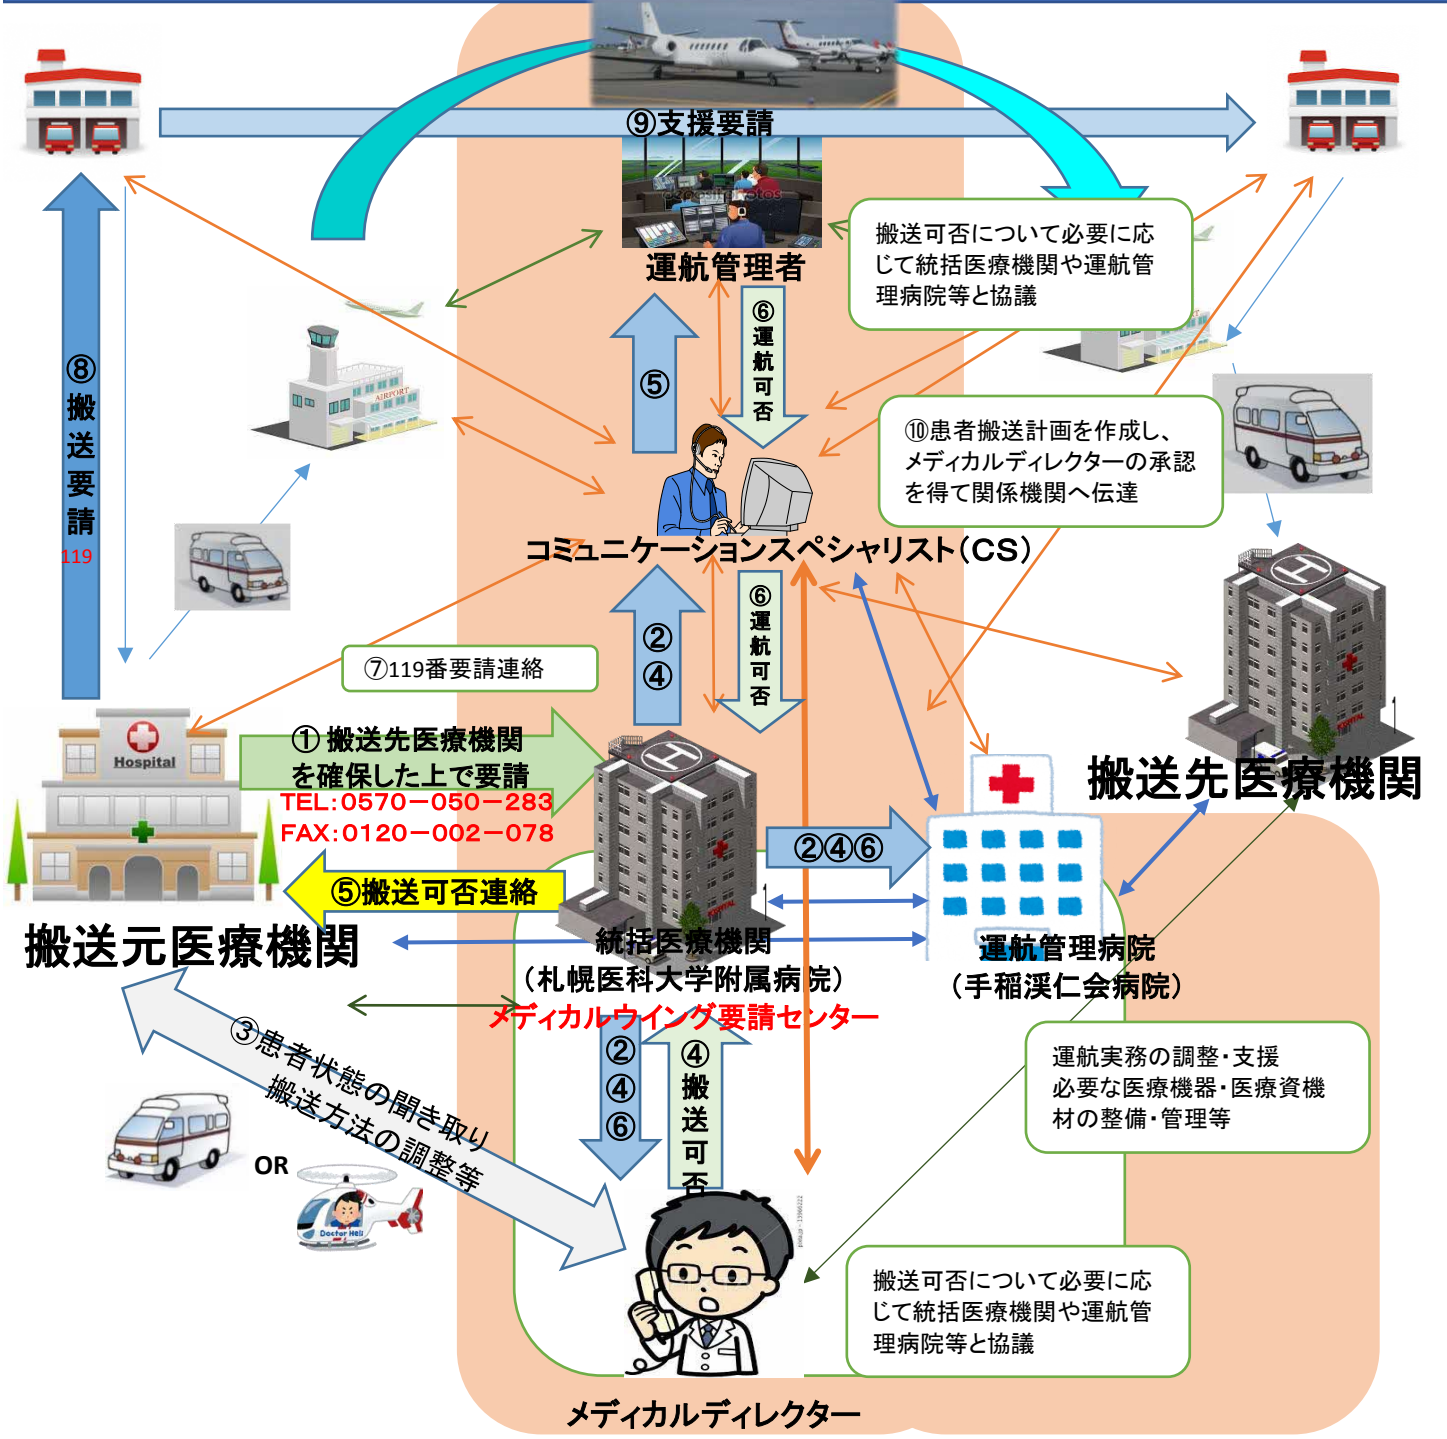 ⑨支援要請
depositphotos
運航管理者
搬送可否について必要に応
じて統括医療機関や運航管
理病院等と協議
⑥運航可否
⑤
⑧搬送要請
119
AIRPORT
⑩患者搬送計画を作成し、
メディカルディレクターの承認
を得て関係機関へ伝達
コミュニケーションスペシャリスト(CS)
②
④
⑥運航可否
⑦119番要請連絡
Hospital
① 搬送先医療機関
を確保した上で要請
TEL:0570-050-283
FAX:0120-002-078
搬送先医療機関
②④⑥
⑤搬送可否連絡
搬送元医療機関
統括医療機関
(札幌医科大学附属病院)
メディカルウイング要請センター
運航管理病院
(手稲渓仁会病院)
③患者状態の聞き取り
搬送方法の調整等
②
④
⑥
④搬送可否
運航実務の調整・支援
必要な医療機器・医療資機
材の整備・管理等
OR
Doctor Heli
搬送可否について必要に応
じて統括医療機関や運航管
理病院等と協議
メディカルディレクター